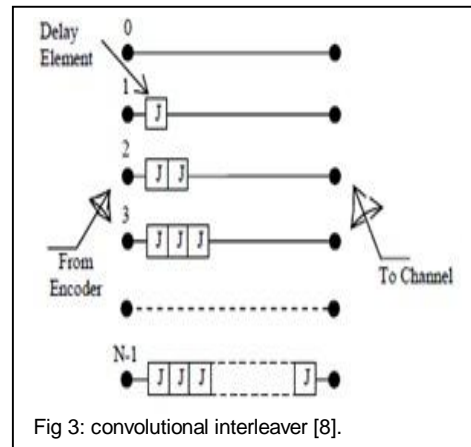 Delay
Element
0
1
J
2
J J
3
J J J
From
Encoder
To Channel
N-1
J J J J
Fig 3: convolutional interleaver [8].